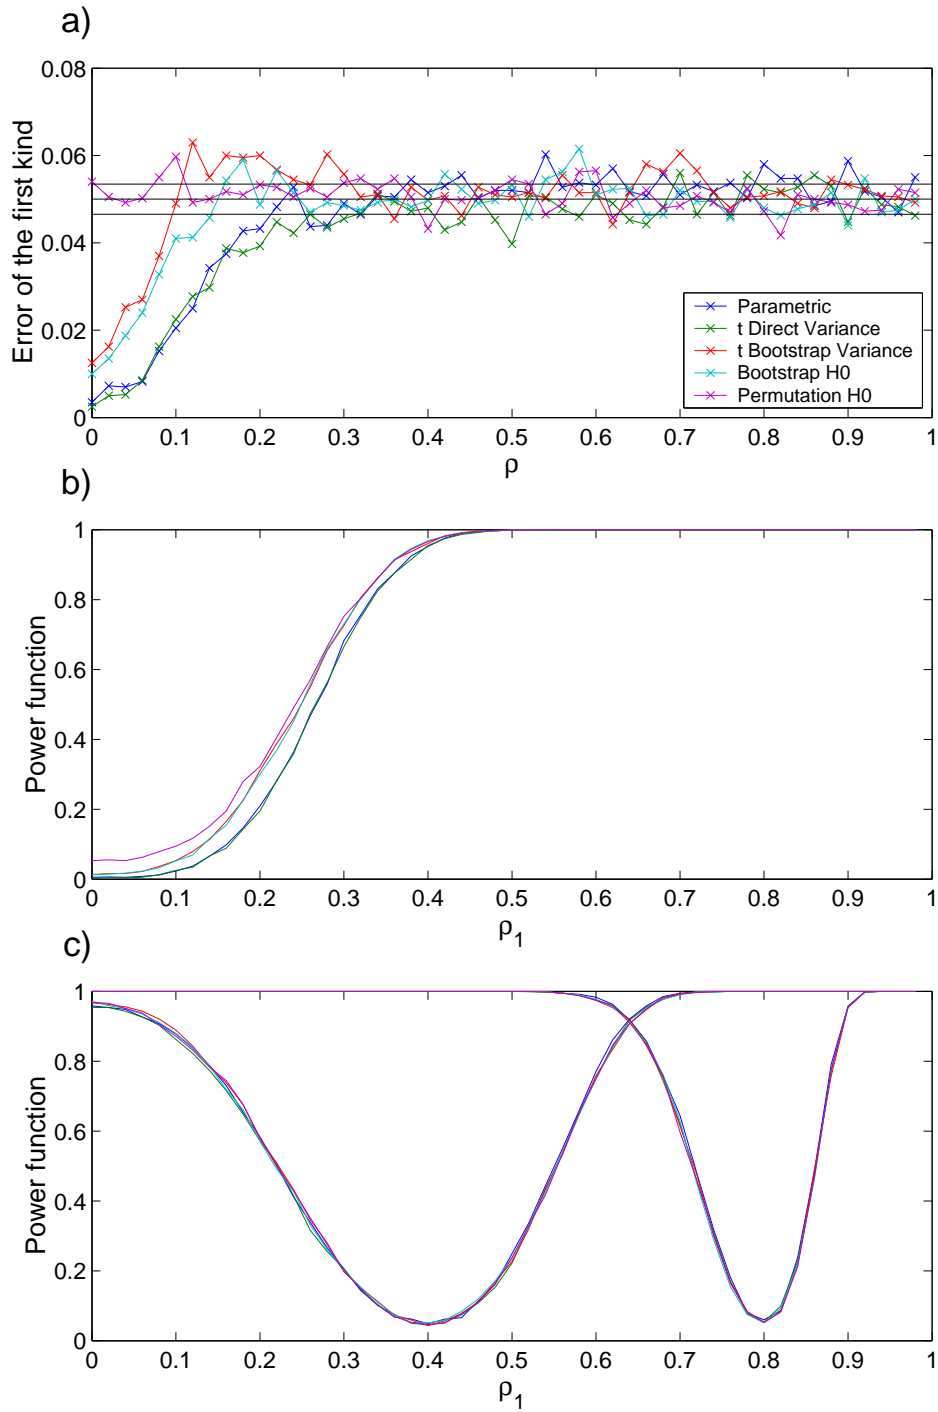 a)
0.08
0.06
0.04
0.02
0
Error of the first kind
Parametric
t Direct Variance
t Bootstrap Variance
Bootstrap H0
Permutation H0
0 0.1 0.2 0.3 0.4 0.5 0.6 0.7 0.8 0.9 1
ρ
b)
1
0.8
0.6
0.4
0.2
0
Power function
0 0.1 0.2 0.3 0.4 0.5 0.6 0.7 0.8 0.9 1
ρ1
c)
1
0.8
0.6
0.4
0.2
0
Power function
0 0.1 0.2 0.3 0.4 0.5 0.6 0.7 0.8 0.9 1
ρ1